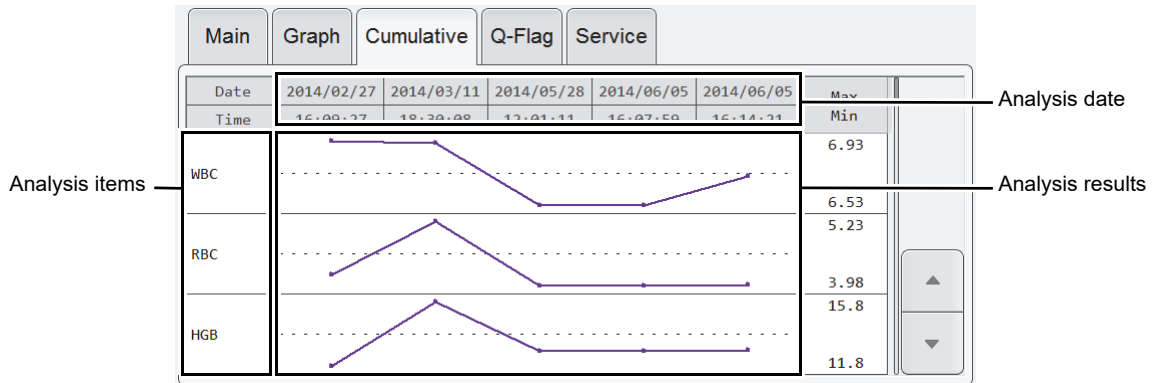 Main Graph Cumulative Q-Flag Service
Date 2014/02/27 2014/03/11 2014/05/28 2014/06/05 2014/06/05 Max
Analysis date
Time 16:09:27 18:30:08 12:01:11 16:07:59 16:14:21 Min
Analysis items
WBC 6.93
6.53
Analysis results
RBC 5.23
3.98
HGB 15.8
11.8